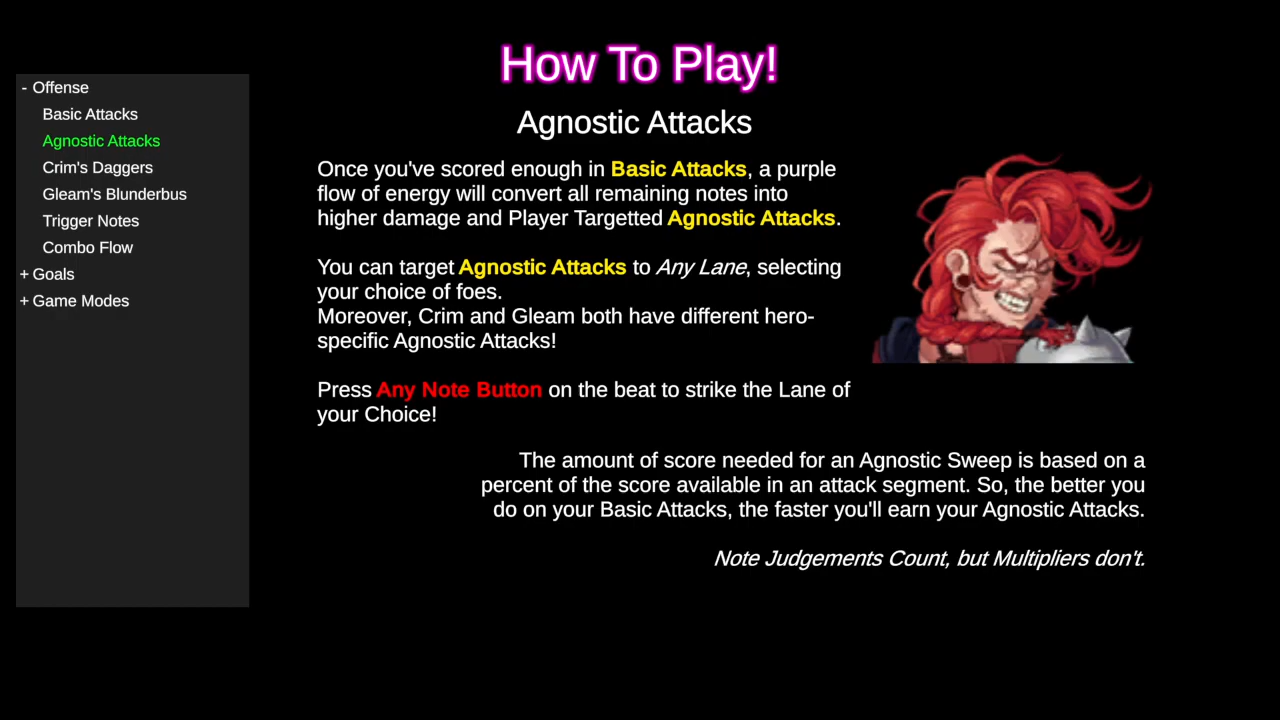 How To Play!
- Offense
Basic Attacks
Agnostic Attacks
Crim's Daggers
Gleam's Blunderbus
Trigger Notes
Combo Flow
+ Goals
+ Game Modes
Agnostic Attacks
Once you've scored enough in Basic Attacks, a purple
flow of energy will convert all remaining notes into
higher damage and Player Targetted Agnostic Attacks.
You can target Agnostic Attacks to Any Lane, selecting
your choice of foes.
Moreover, Crim and Gleam both have different hero-
specific Agnostic Attacks!
Press Any Note Button on the beat to strike the Lane of
your Choice!
The amount of score needed for an Agnostic Sweep is based on a
percent of the score available in an attack segment. So, the better you
do on your Basic Attacks, the faster you'll earn your Agnostic Attacks.
Note Judgements Count, but Multipliers don't.